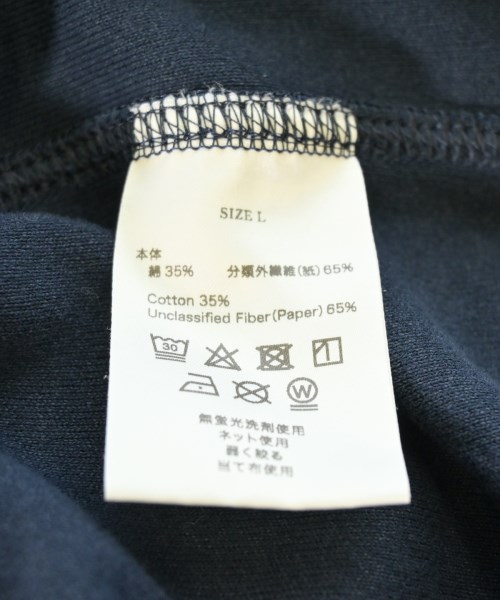 SIZE L
本体
綿 35% 分類外繊維(紙) 65%
Cotton 35%
Unclassified Fiber(Paper) 65%
30
W
無蛍光洗剤使用
ネット使用
弱く絞る
当て布使用